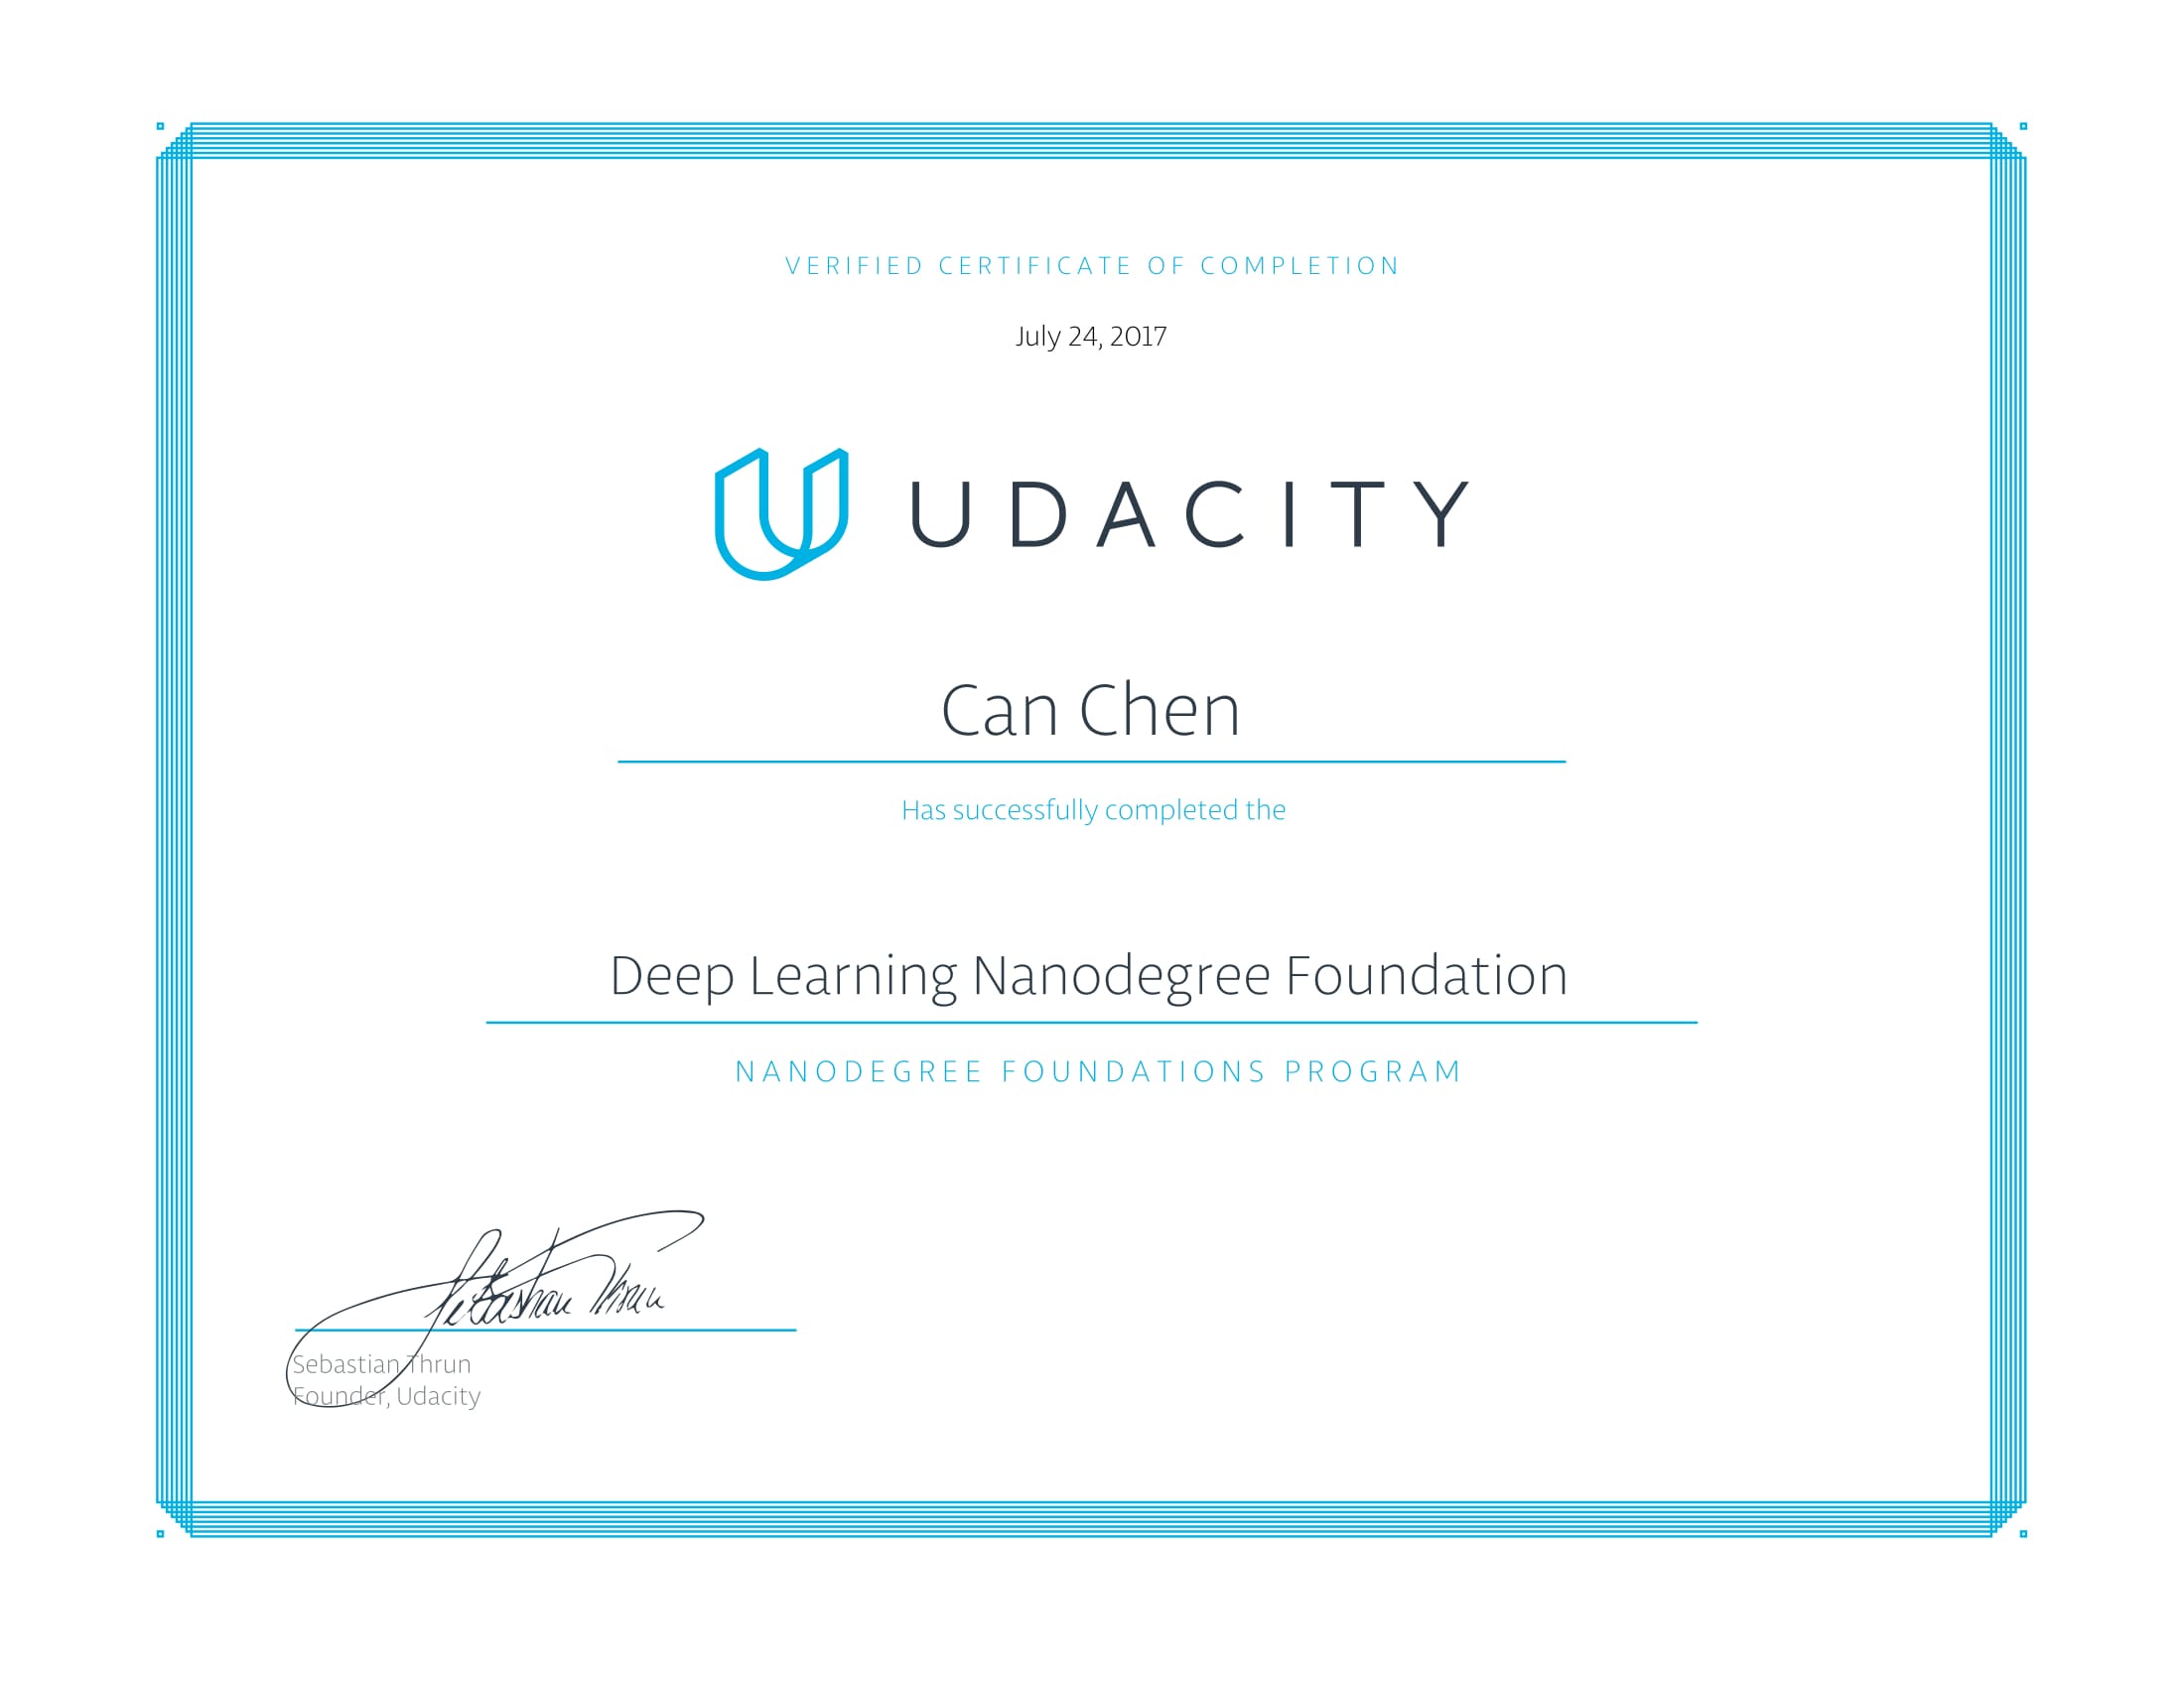 VERIFIED CERTIFICATE OF COMPLETION
July 24, 2017
UDACITY
Can Chen
Has successfully completed the
Deep Learning Nanodegree Foundation
NANODEGREE FOUNDATIONS PROGRAM
Sebastian Thrun
Sebastian Thrun
Founder, Udacity